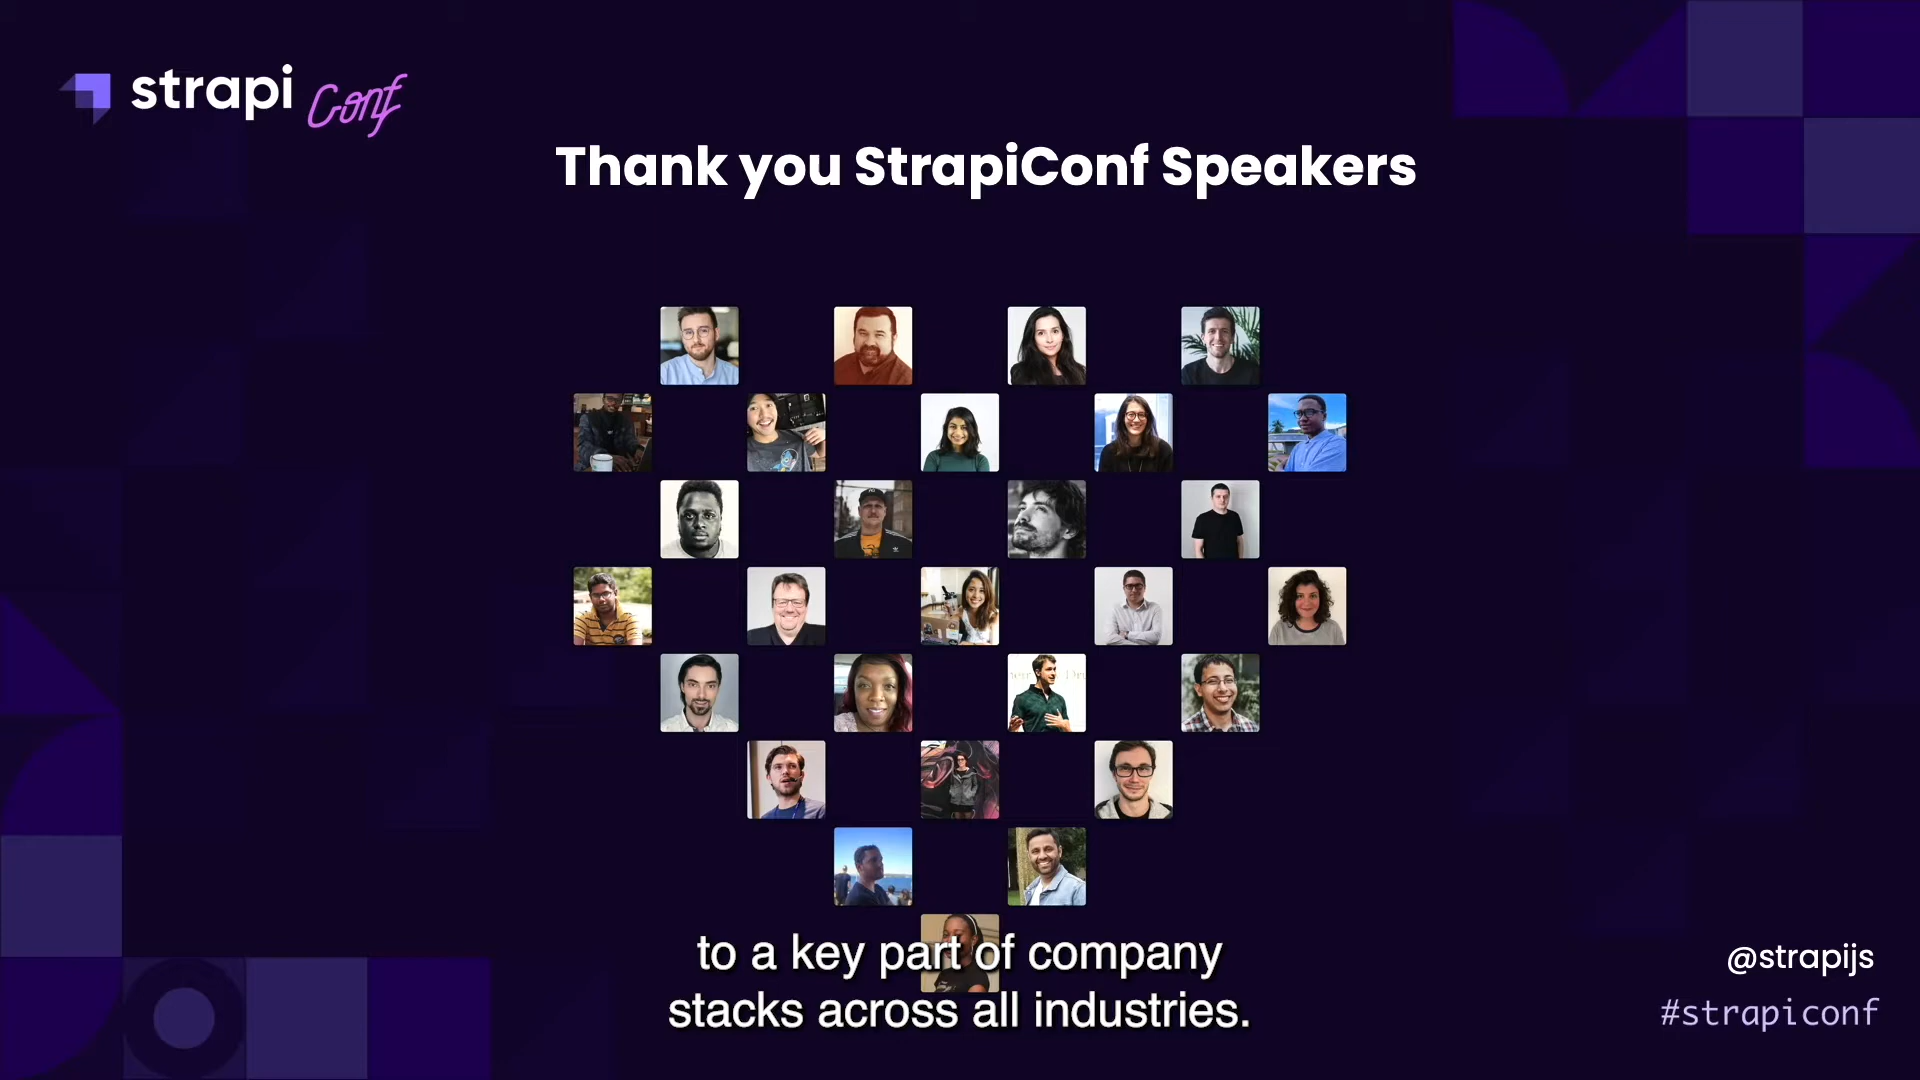 strapi Conf
Thank you StrapiConf Speakers
to a key part of company
stacks across all industries.
@strapijs
#strapiconf